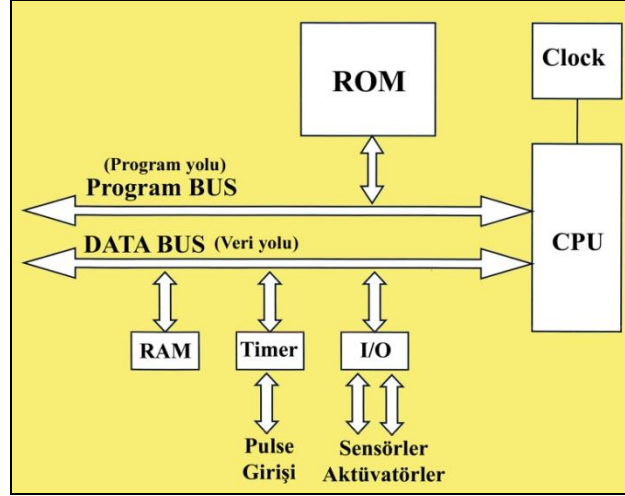 ROM
Clock
(Program yolu)
Program BUS
CPU
DATA BUS (Veri yolu)
RAM
Timer
I/O
Pulse
Girişi
Sensörler
Aktüvatörler